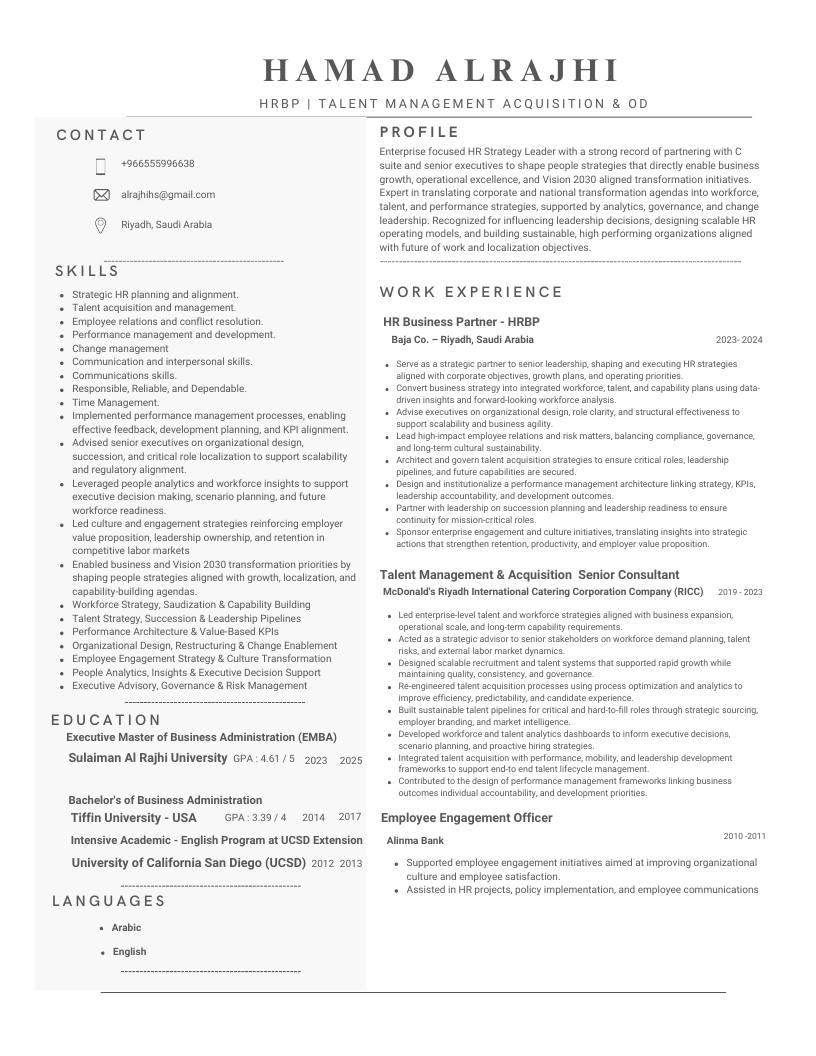 HAMAD ALRAJHI
HRBP | TALENT MANAGEMENT ACQUISITION & OD
CONTACT
+966555996638
alrajhihs@gmail.com
Riyadh, Saudi Arabia
SKILLS
• Strategic HR planning and alignment.
• Talent acquisition and management.
• Employee relations and conflict resolution.
• Performance management and development.
• Change management
• Communication and interpersonal skills.
• Communications skills.
• Responsible, Reliable, and Dependable.
• Time Management.
• Implemented performance management processes, enabling
effective feedback, development planning, and KPI alignment.
• Advised senior executives on organizational design,
succession, and critical role localization to support scalability
and regulatory alignment.
• Leveraged people analytics and workforce insights to support
executive decision making, scenario planning, and future
workforce readiness.
• Led culture and engagement strategies reinforcing employer
value proposition, leadership ownership, and retention in
competitive labor markets
• Enabled business and Vision 2030 transformation priorities by
shaping people strategies aligned with growth, localization, and
capability-building agendas.
• Workforce Strategy, Saudization & Capability Building
• Talent Strategy, Succession & Leadership Pipelines
• Performance Architecture & Value-Based KPIs
• Organizational Design, Restructuring & Change Enablement
• Employee Engagement Strategy & Culture Transformation
• People Analytics, Insights & Executive Decision Support
• Executive Advisory, Governance & Risk Management
EDUCATION
Executive Master of Business Administration (EMBA)
Sulaiman Al Rajhi University GPA : 4.61 / 5 2023 2025
Bachelor's of Business Administration
Tiffin University - USA GPA : 3.39 / 4 2014 2017
Intensive Academic - English Program at UCSD Extension
University of California San Diego (UCSD) 2012 2013
LANGUAGES
• Arabic
• English
PROFILE
Enterprise focused HR Strategy Leader with a strong record of partnering with C
suite and senior executives to shape people strategies that directly enable business
growth, operational excellence, and Vision 2030 aligned transformation initiatives.
Expert in translating corporate and national transformation agendas into workforce,
talent, and performance strategies, supported by analytics, governance, and change
leadership. Recognized for influencing leadership decisions, designing scalable HR
operating models, and building sustainable, high performing organizations aligned
with future of work and localization objectives.
WORK EXPERIENCE
HR Business Partner - HRBP
Baja Co. – Riyadh, Saudi Arabia 2023- 2024
• Serve as a strategic partner to senior leadership, shaping and executing HR strategies
aligned with corporate objectives, growth plans, and operating priorities.
• Convert business strategy into integrated workforce, talent, and capability plans using data-
driven insights and forward-looking workforce analysis.
• Advise executives on organizational design, role clarity, and structural effectiveness to
support scalability and business agility.
• Lead high-impact employee relations and risk matters, balancing compliance, governance,
and long-term cultural sustainability.
• Architect and govern talent acquisition strategies to ensure critical roles, leadership
pipelines, and future capabilities are secured.
• Design and institutionalize a performance management architecture linking strategy, KPIs,
leadership accountability, and development outcomes.
• Partner with leadership on succession planning and leadership readiness to ensure
continuity for mission-critical roles.
• Sponsor enterprise engagement and culture initiatives, translating insights into strategic
actions that strengthen retention, productivity, and employer value proposition.
Talent Management & Acquisition Senior Consultant
McDonald's Riyadh International Catering Corporation Company (RICC) 2019 - 2023
• Led enterprise-level talent and workforce strategies aligned with business expansion,
operational scale, and long-term capability requirements.
• Acted as a strategic advisor to senior stakeholders on workforce demand planning, talent
risks, and external labor market dynamics.
• Designed scalable recruitment and talent systems that supported rapid growth while
maintaining quality, consistency, and governance.
• Re-engineered talent acquisition processes using process optimization and analytics to
improve efficiency, predictability, and candidate experience.
• Built sustainable talent pipelines for critical and hard-to-fill roles through strategic sourcing,
employer branding, and market intelligence.
• Developed workforce and talent analytics dashboards to inform executive decisions,
scenario planning, and proactive hiring strategies.
• Integrated talent acquisition with performance, mobility, and leadership development
frameworks to support end to end talent lifecycle management.
• Contributed to the design of performance management frameworks linking business
outcomes individual accountability, and development priorities.
Employee Engagement Officer
Alinma Bank 2010 -2011
• Supported employee engagement initiatives aimed at improving organizational
culture and employee satisfaction.
• Assisted in HR projects, policy implementation, and employee communications